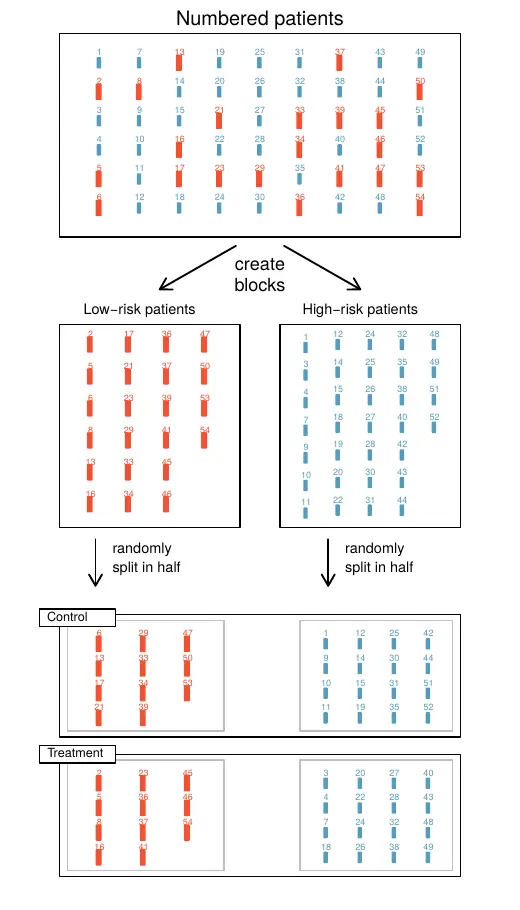 Numbered patients
1 7 13 19 25 31 37 43 49
2 8 14 20 26 32 38 44 50
3 9 15 21 27 33 39 45 51
4 10 16 22 28 34 40 46 52
5 11 17 23 29 35 41 47 53
6 12 18 24 30 36 42 48 54
create
blocks
Low−risk patients
2 17 36 47
5 21 37 50
6 23 39 53
8 29 41 54
13 33 45
16 34 46
High−risk patients
1 12 24 32 48
3 14 25 35 49
4 15 26 38 51
7 18 27 40 52
9 19 28 42
10 20 30 43
11 22 31 44
randomly
split in half
randomly
split in half
Control
6 29 47
13 33 50
17 34 53
21 39
1 12 25 42
9 14 30 44
10 15 31 51
11 19 35 52
Treatment
2 23 45
5 36 46
8 37 54
16 41
3 20 27 40
4 22 28 43
7 24 32 48
18 26 38 49